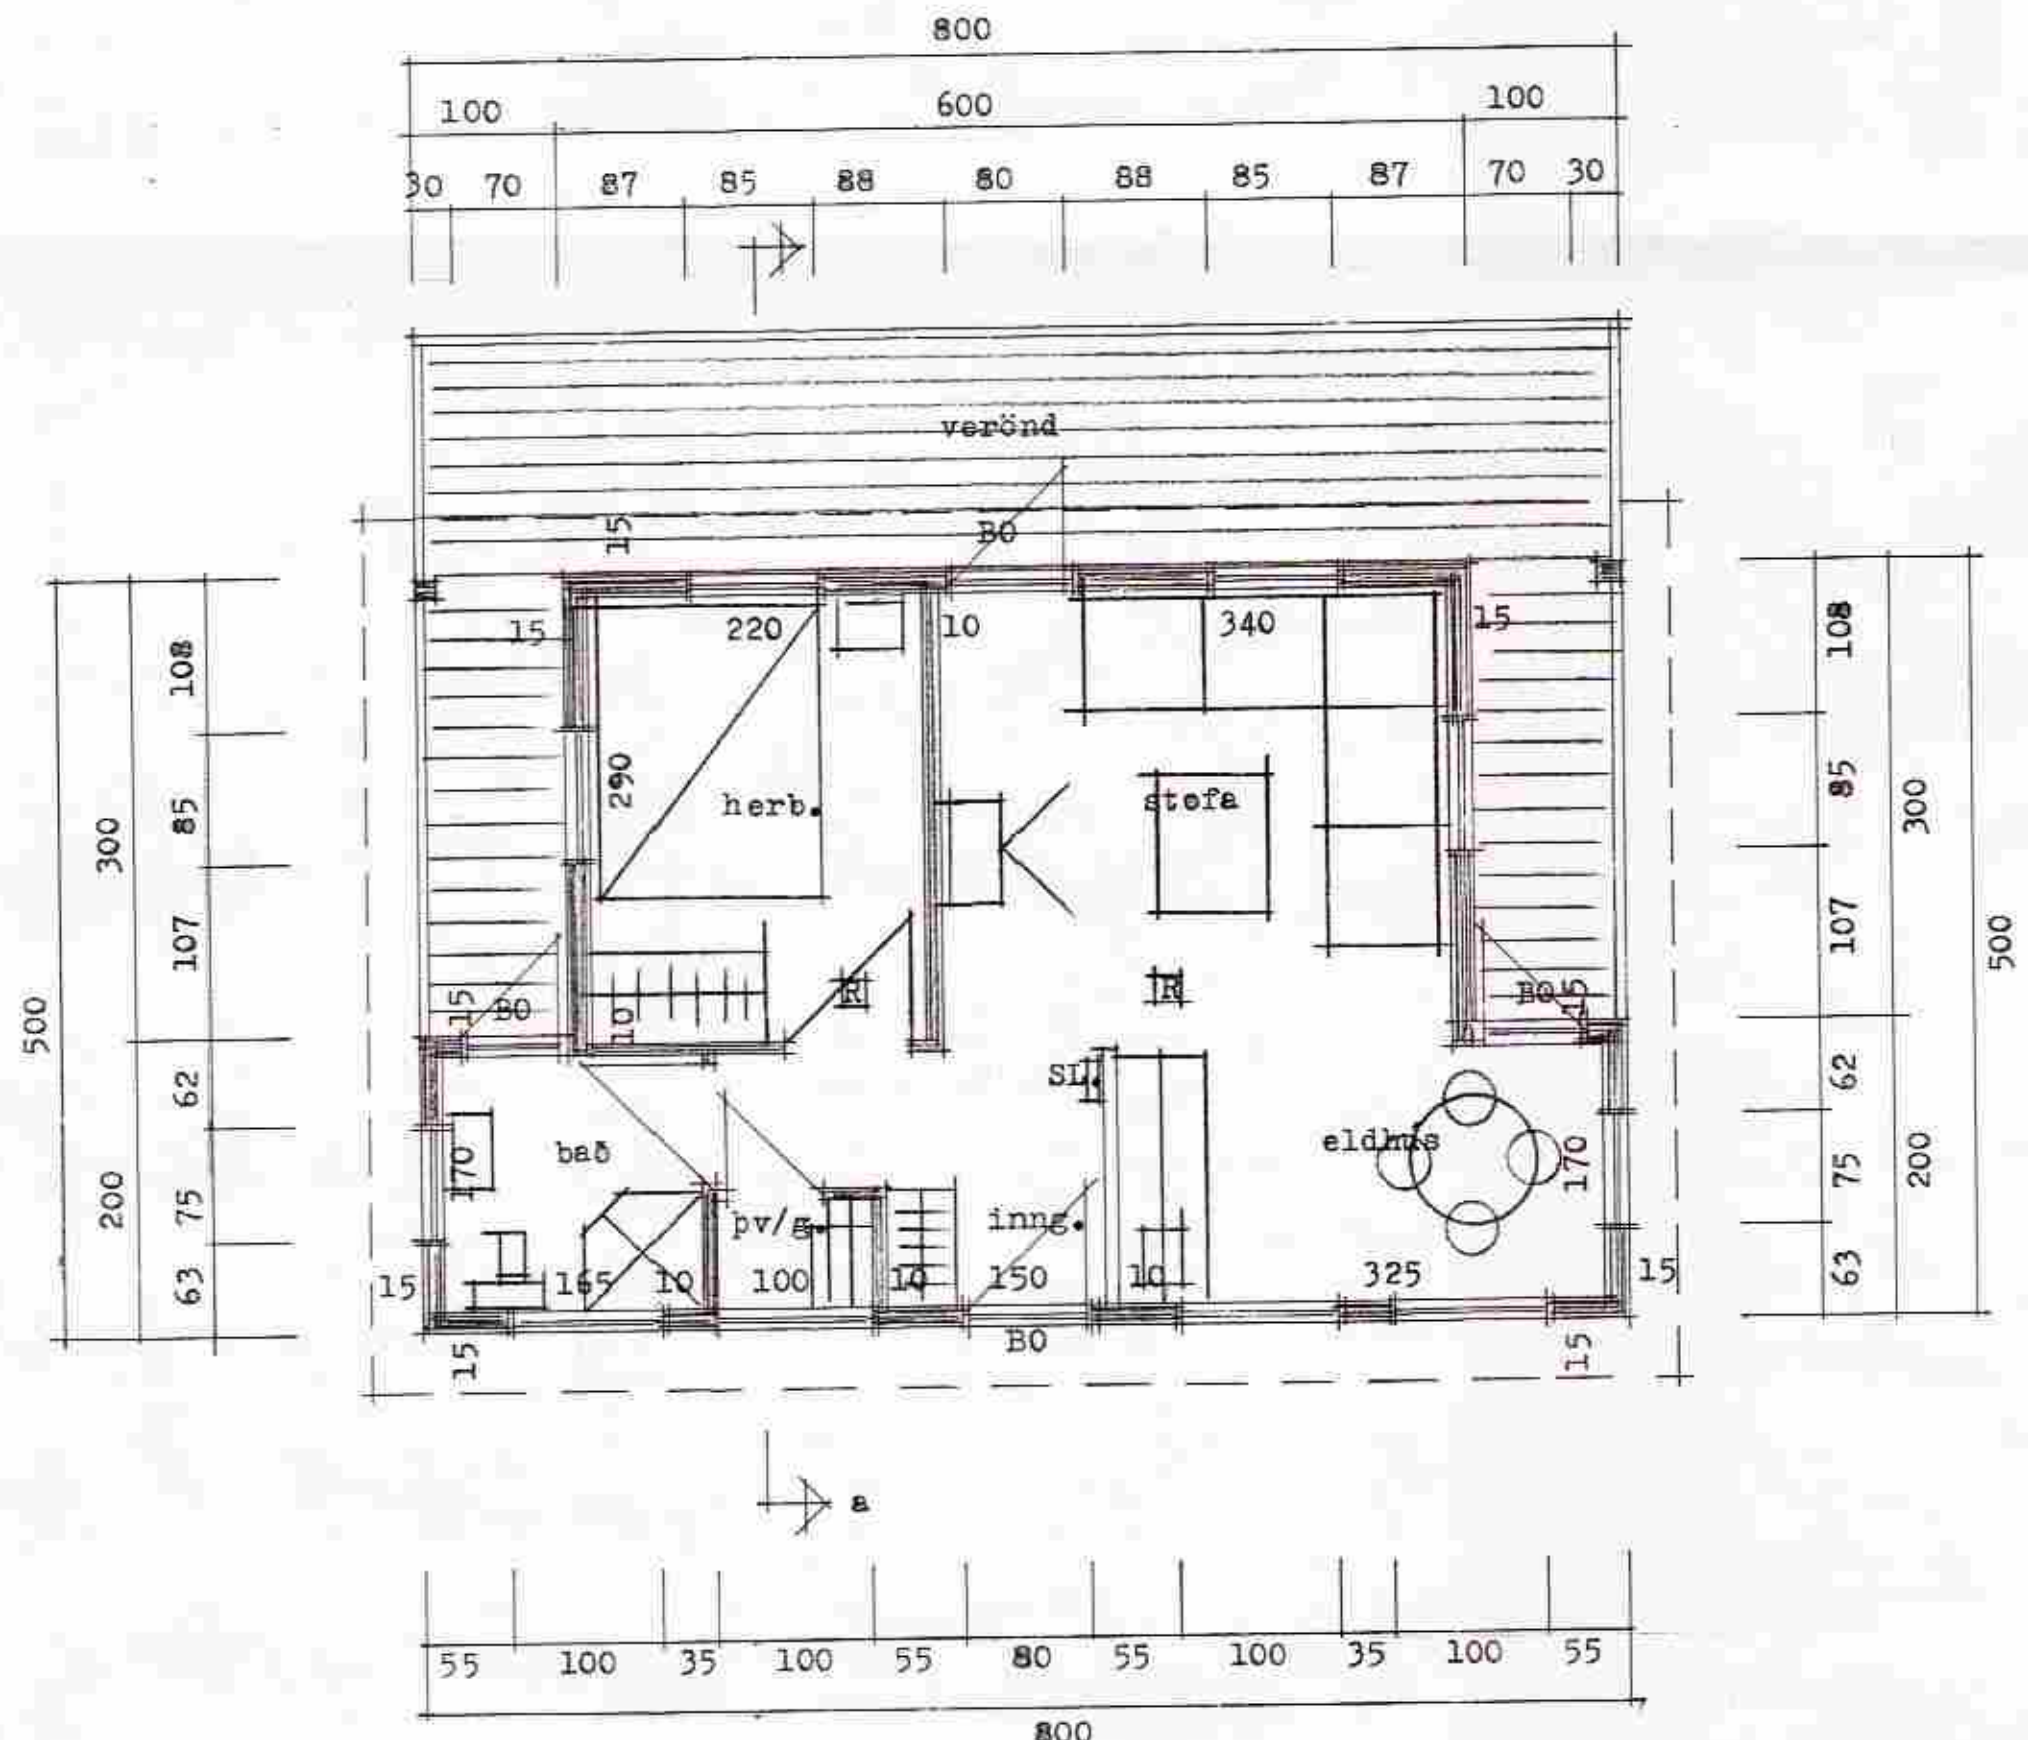 800
100 600 100
30 70 87 85 88 80 88 85 87 70 30
verönd
15 B0
15 220 10 340 15
108 108
290 herb. stofa
85 300 300 85
107 107
R R
500 15 B0 10 B0 15 500
SL.
62 62
bað eldhus
170 170
200 75 75 200
þv/g. inng.
63 15 165 10 100 10 150 10 325 15 63
15 B0 15
a
55 100 35 100 55 80 55 100 35 100 55
800